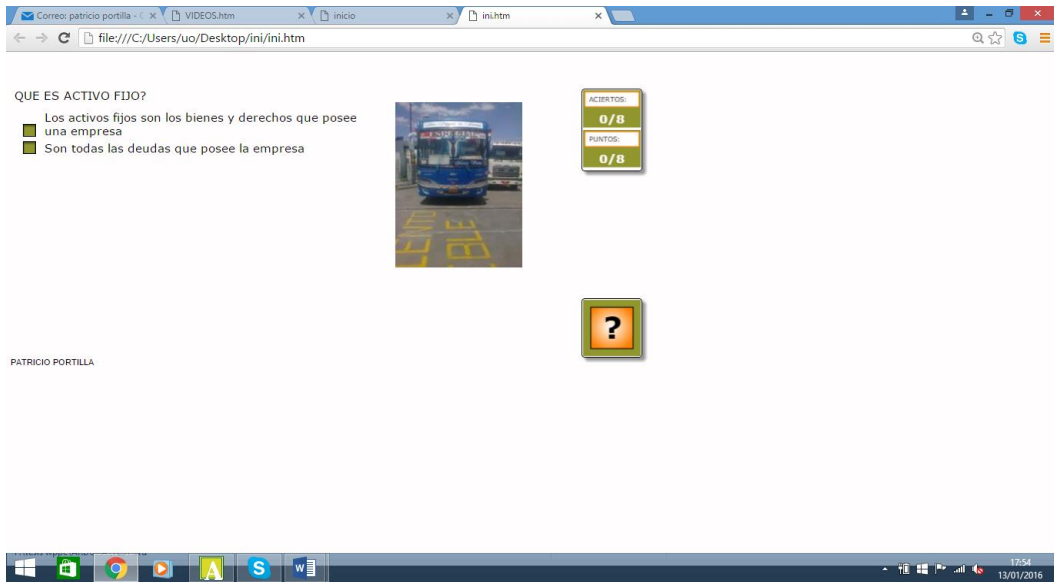 Correo: patricio portilla -
VIDEOS.htm
inicio
ini.htm
file:///C:/Users/uo/Desktop/ini/ini.htm
QUE ES ACTIVO FIJO?
Los activos fijos son los bienes y derechos que posee
una empresa
Son todas las deudas que posee la empresa
LENTO
BLE
ACIERTOS:
0/8
PUNTOS:
0/8
?
PATRICIO PORTILLA
17:54
13/01/2016